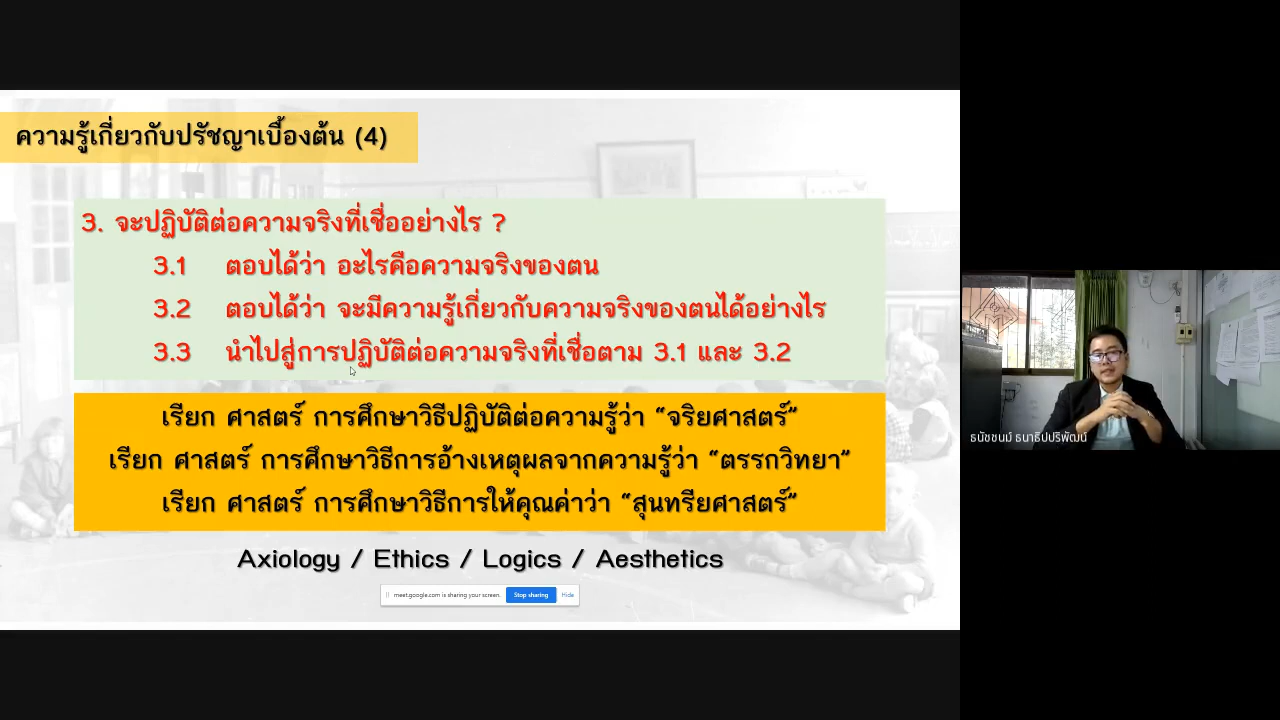 ความรู้เกี่ยวกับปรัชญาเบื้องต้น (4)
3. จะปฏิบัติต่อความจริงที่เชื่ออย่างไร ?
3.1 ตอบได้ว่า อะไรคือความจริงของตน
3.2 ตอบได้ว่า จะมีความรู้เกี่ยวกับความจริงของตนได้อย่างไร
3.3 นำไปสู่การปฏิบัติต่อความจริงที่เชื่อตาม 3.1 และ 3.2
เรียก ศาสตร์ การศึกษาวิธีปฏิบัติต่อความรู้ว่า “จริยศาสตร์”
เรียก ศาสตร์ การศึกษาวิธีการอ้างเหตุผลจากความรู้ว่า “ตรรกวิทยา”
เรียก ศาสตร์ การศึกษาวิธีการให้คุณค่าว่า “สุนทรียศาสตร์”
Axiology / Ethics / Logics / Aesthetics
meet.google.com is sharing your screen. Stop sharing Hide
ธนัชชนม์ ธนาธิปปริพัฒน์